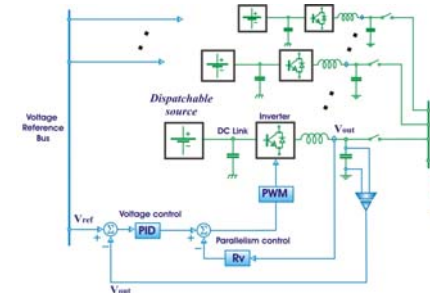 Dispatchable
source
Voltage
Reference
Bus
DC Link
Inverter
Vout
PWM
Voltage control
Vref
Σ
PID
Σ
Parallelism control
Rv
Vout